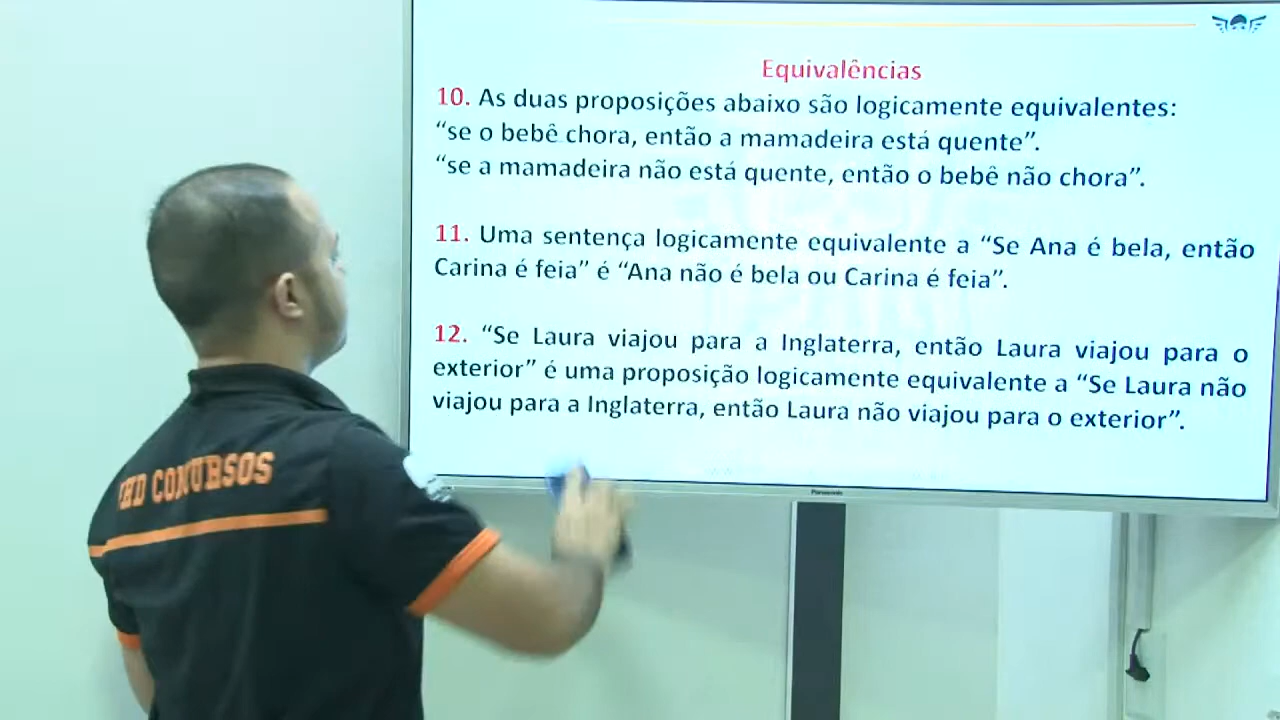 Equivalências
10. As duas proposições abaixo são logicamente equivalentes:
“se o bebê chora, então a mamadeira está quente”.
“se a mamadeira não está quente, então o bebê não chora”.
11. Uma sentença logicamente equivalente a “Se Ana é bela, então
Carina é feia” é “Ana não é bela ou Carina é feia”.
12. “Se Laura viajou para a Inglaterra, então Laura viajou para o
exterior” é uma proposição logicamente equivalente a “Se Laura não
viajou para a Inglaterra, então Laura não viajou para o exterior”.
Panasonic
CONCURSOS